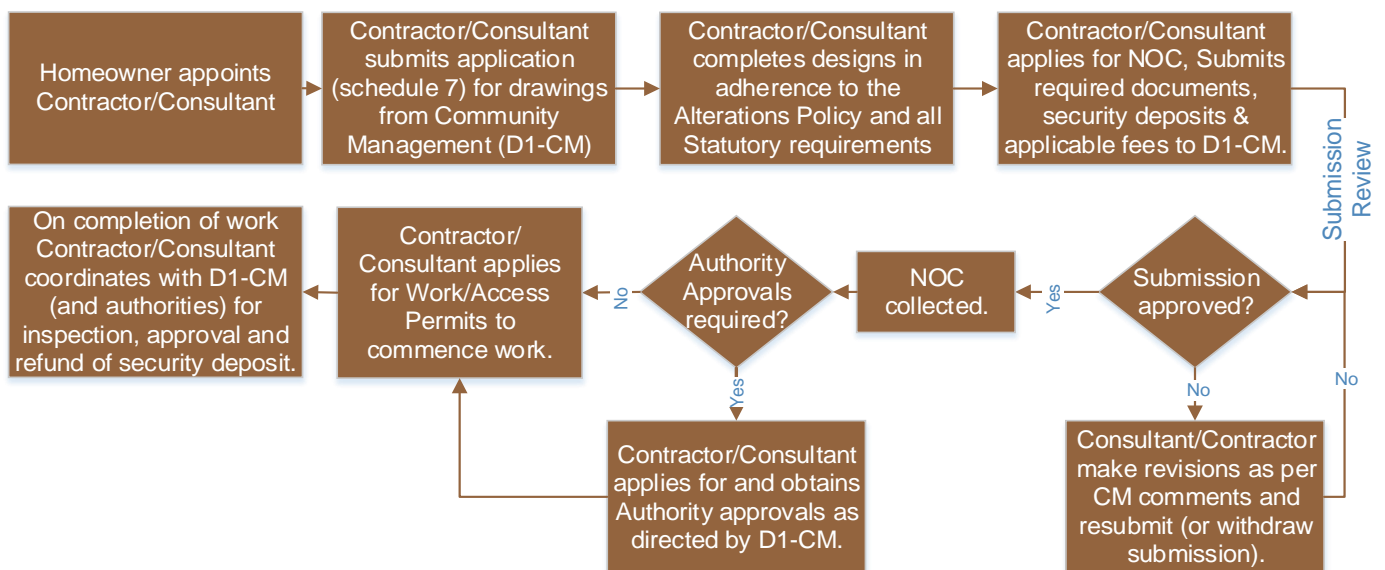 Homeowner appoints
Contractor/Consultant
Contractor/Consultant
submits application
(schedule 7) for drawings
from Community
Management (D1-CM)
Contractor/Consultant
completes designs in
adherence to the
Alterations Policy and all
Statutory requirements
Contractor/Consultant
applies for NOC, Submits
required documents,
security deposits &
applicable fees to D1-CM.
Submission
Review
Submission
approved?
Yes
NOC
collected.
Authority
Approvals
required?
No
Contractor/
Consultant applies
for Work/Access
Permits to
commence work.
On completion of work
Contractor/Consultant
coordinates with D1-CM
(and authorities) for
inspection, approval and
refund of security deposit.
Yes
Contractor/Consultant
applies for and obtains
Authority approvals as
directed by D1-CM.
No
Consultant/Contractor
make revisions as per
CM comments and
resubmit (or withdraw
submission).
No